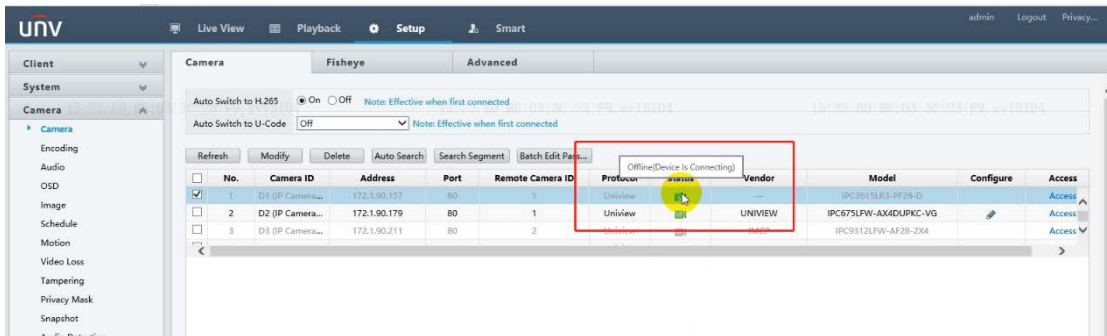 unv
Live View Playback Setup Smart
admin Logout Privacy...
Client
System
Camera
Camera
Encoding
Audio
OSD
Image
Schedule
Motion
Video Loss
Tampering
Privacy Mask
Snapshot
Camera Fisheye Advanced
Auto Switch to H.265 On Off Note: Effective when first connected
Auto Switch to U-Code Off Note: Effective when first connected
Refresh Modify Delete Auto Search Search Segment Batch Edit Pass...
Offline(Device Is Connecting)
No. Camera ID Address Port Remote Camera ID Protocol Status Vendor Model Configure Access
1 D1 (IP Camera... 172.1.90.157 80 1 Uniview --- IPC3615LR3-PF28-D Access
2 D2 (IP Camera... 172.1.90.179 80 1 Uniview UNIVIEW IPC675LFW-AX4DUPKC-VG Access
3 D3 (IP Camera... 172.1.90.211 80 2 Uniview IPC9312LFW-AF28-2X4 Access